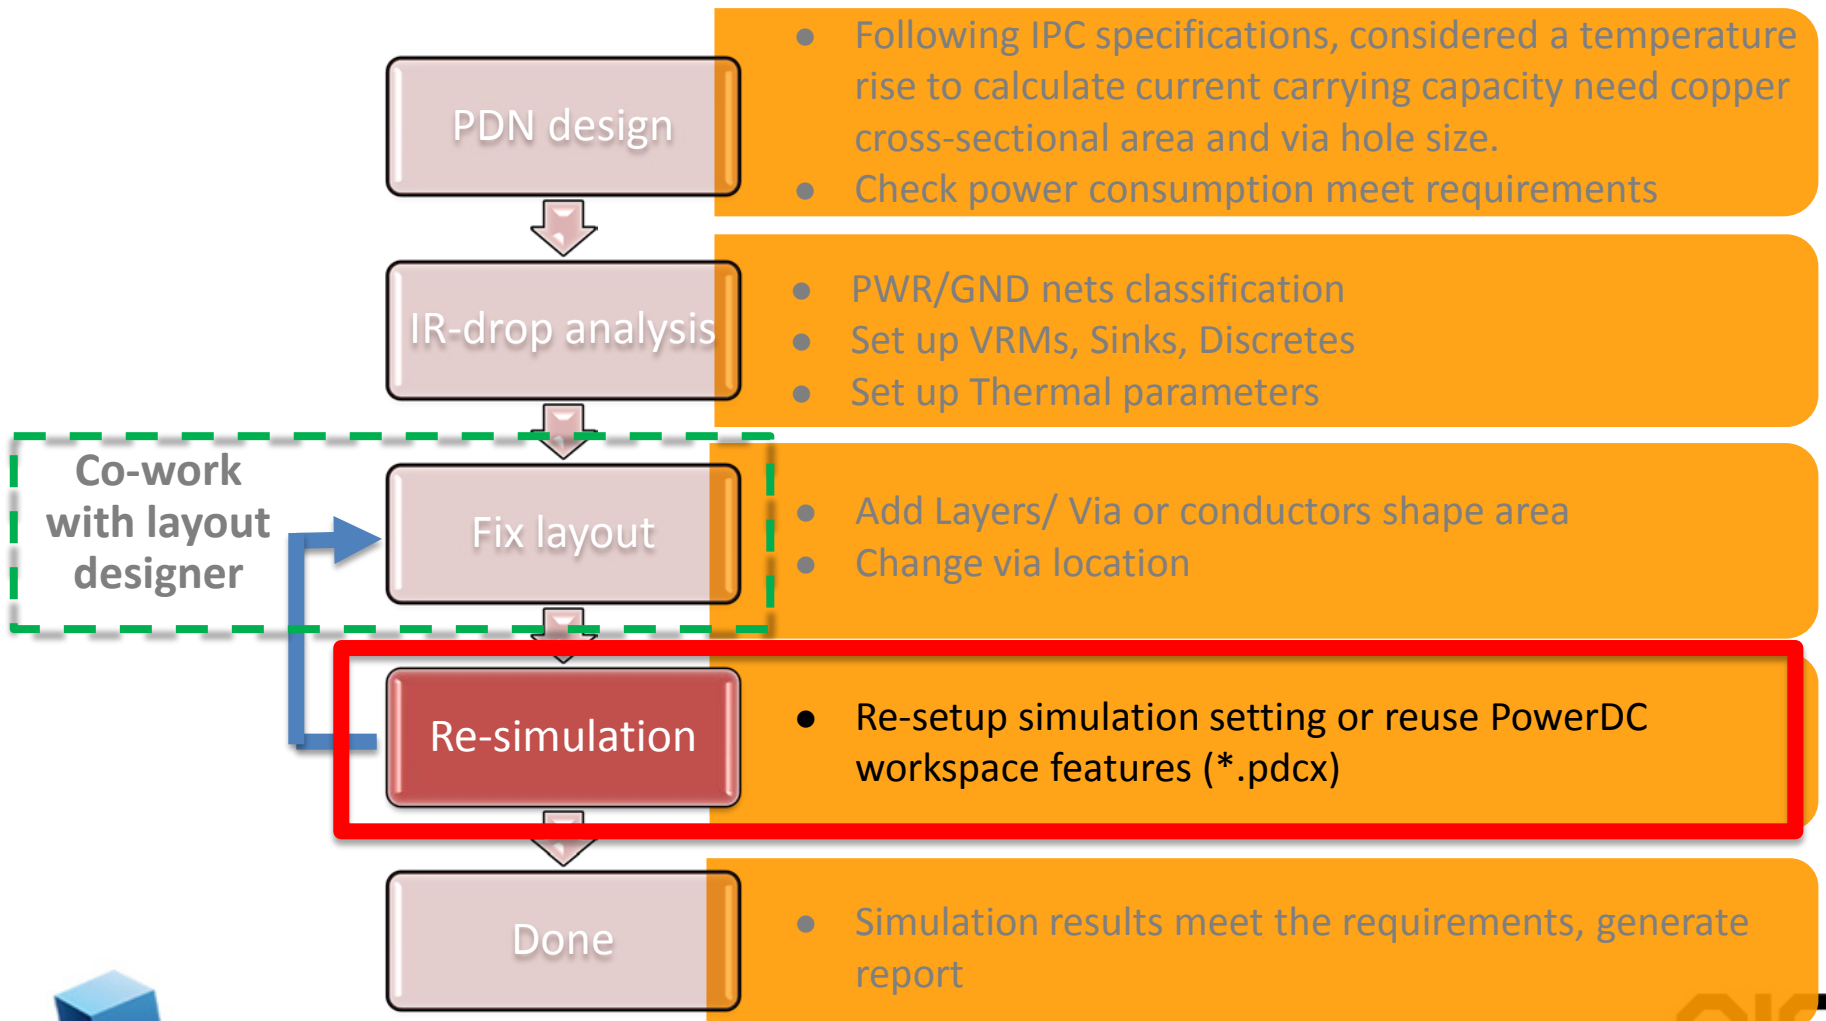 PDN design
● Following IPC specifications, considered a temperature
rise to calculate current carrying capacity need copper
cross-sectional area and via hole size.
● Check power consumption meet requirements
IR-drop analysis
● PWR/GND nets classification
● Set up VRMs, Sinks, Discretes
● Set up Thermal parameters
Co-work
with layout
designer
Fix layout
● Add Layers/ Via or conductors shape area
● Change via location
Re-simulation
● Re-setup simulation setting or reuse PowerDC
workspace features (*.pdcx)
Done
● Simulation results meet the requirements, generate
report